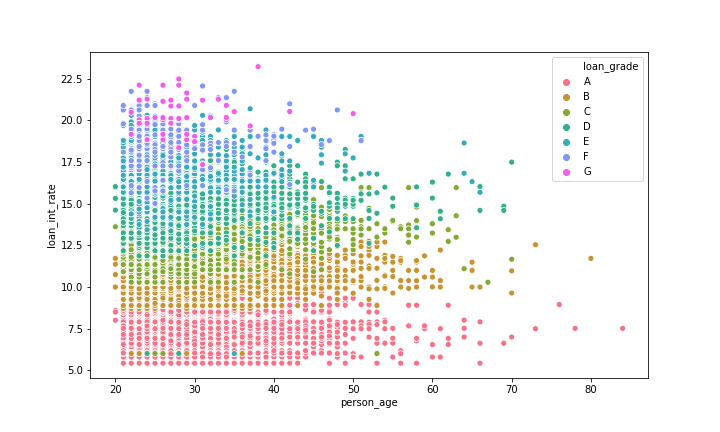 loan_grade
A
B
C
D
E
F
G
22.5
20.0
17.5
15.0
12.5
10.0
7.5
5.0
loan_int_rate
20 30 40 50 60 70 80
person_age